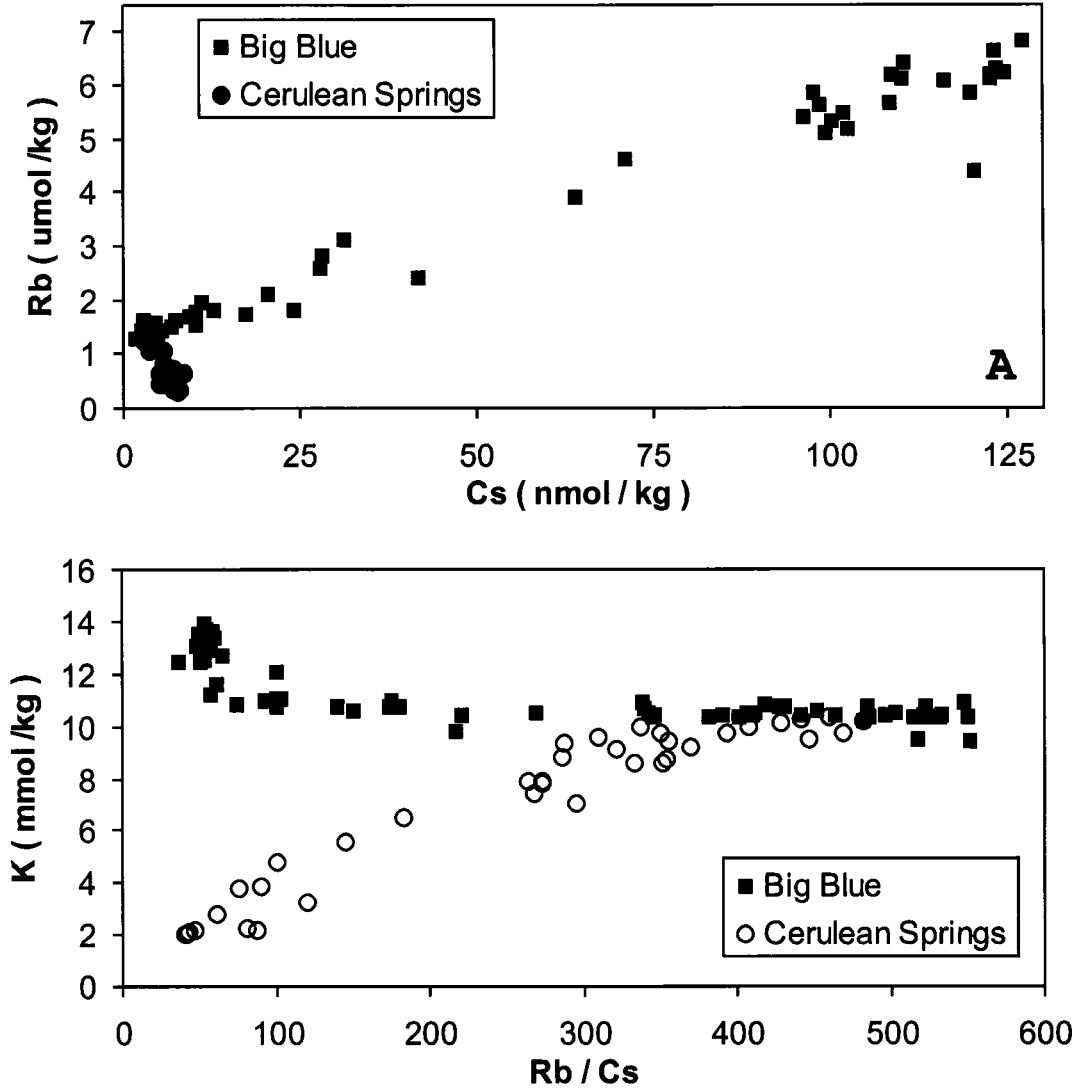 7
6
5
4
3
2
1
0
Rb ( umol /kg )
Big Blue
Cerulean Springs
A
0 25 50 75 100 125
Cs ( nmol / kg )
16
14
12
10
8
6
4
2
0
K ( mmol/kg )
Big Blue
Cerulean Springs
0 100 200 300 400 500 600
Rb / Cs